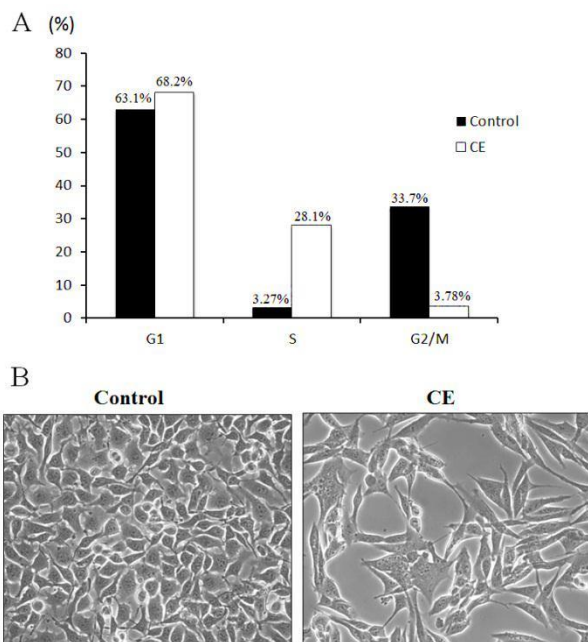 A (%)
80
70
60
50
40
30
20
10
0
63.1%
68.2%
3.27%
28.1%
33.7%
3.78%
G1 S G2/M
Control
CE
B
Control CE